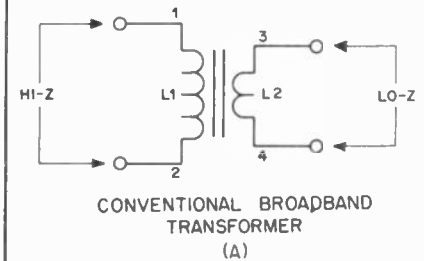 1
3
HI-Z
L1
L2
LO-Z
2
4
CONVENTIONAL BROADBAND
TRANSFORMER
(A)